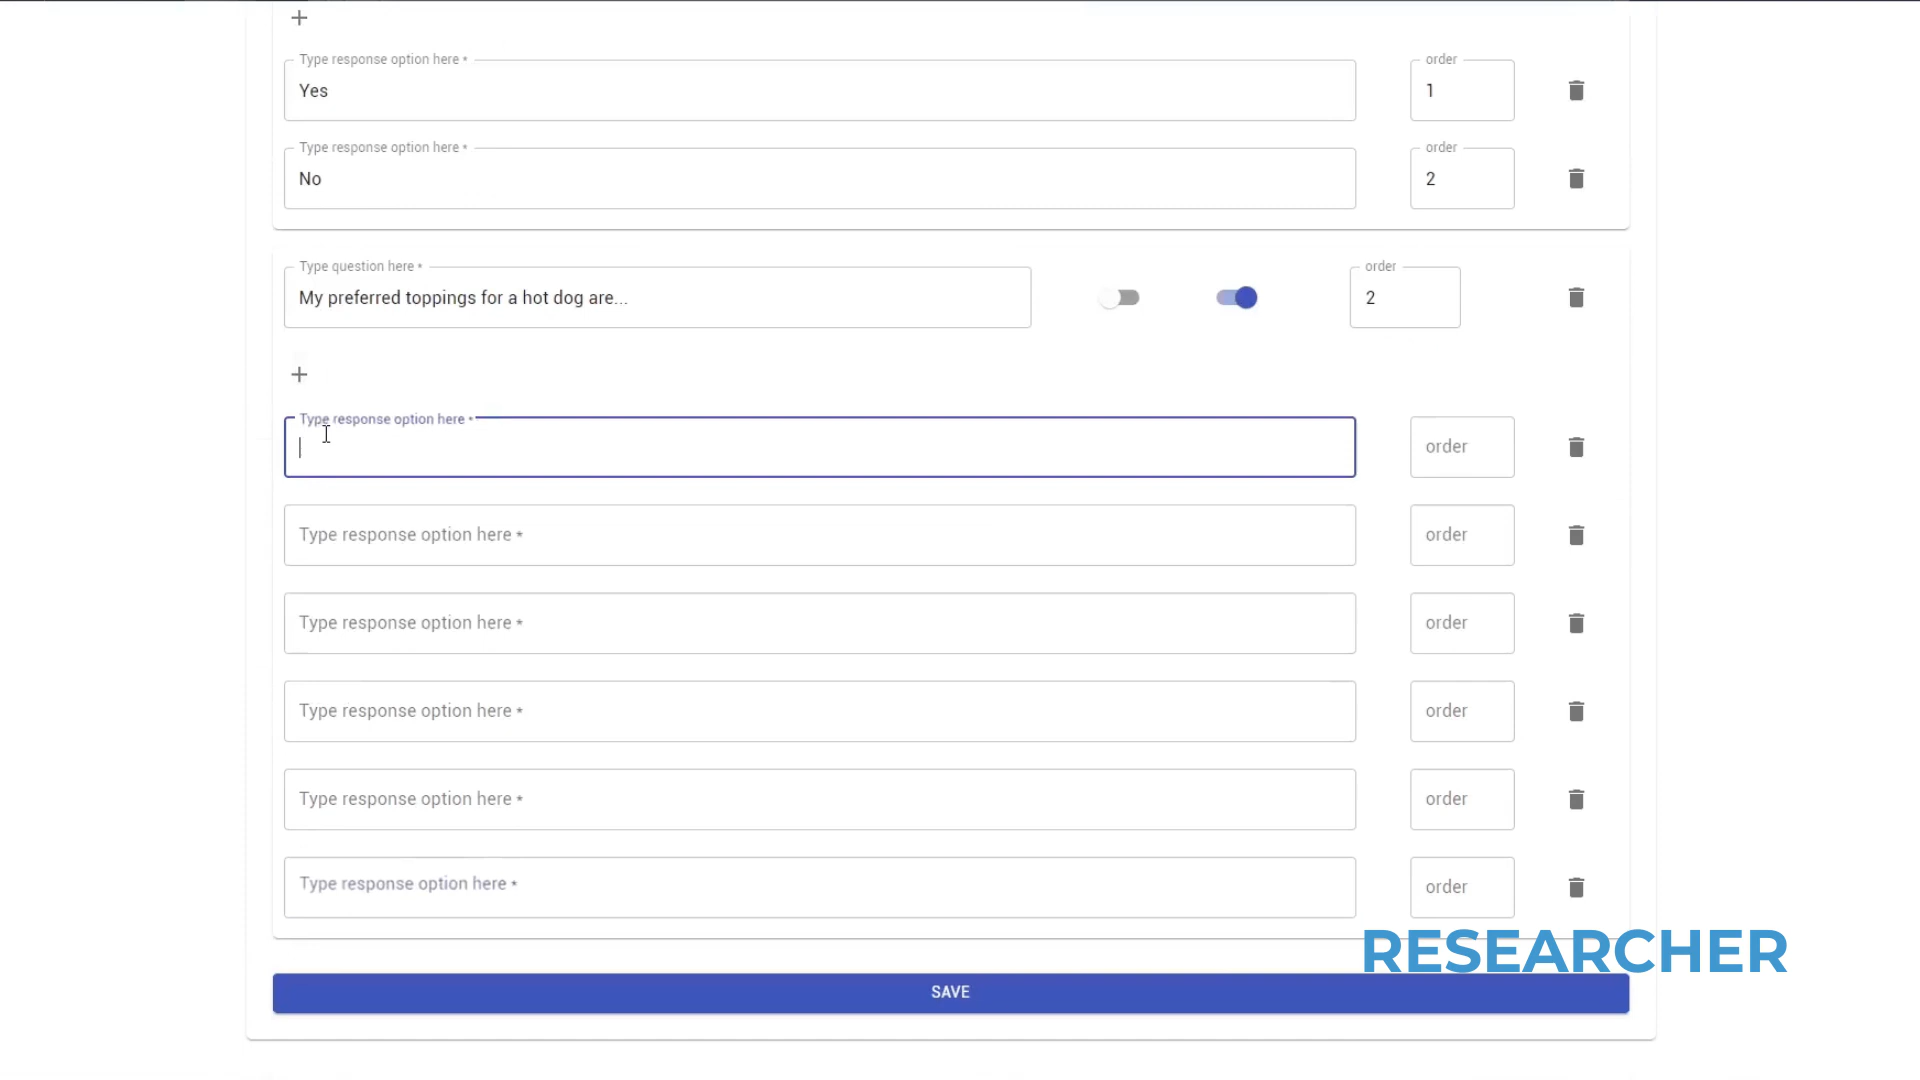 Type response option here *
order
Yes
1
Type response option here *
order
No
2
Type question here *
order
My preferred toppings for a hot dog are...
2
Type response option here *
order
Type response option here *
order
Type response option here *
order
Type response option here *
order
Type response option here *
order
Type response option here *
order
RESEARCHER
SAVE